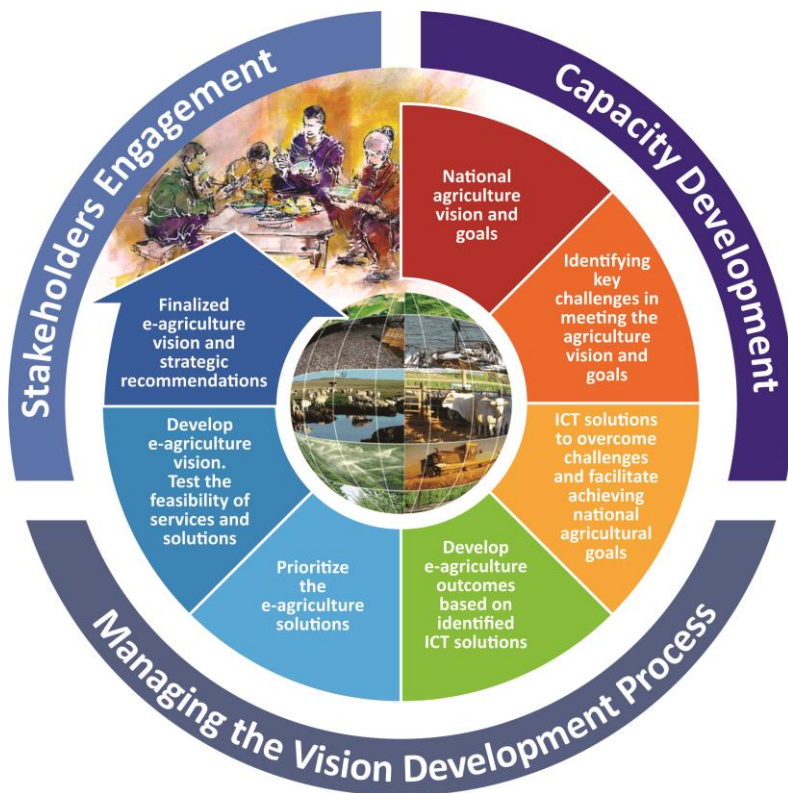 Stakeholders Engagement
Capacity Development
National
agriculture
vision and
goals
Identifying
key
challenges in
meeting the
agriculture
vision and
goals
ICT solutions
to overcome
challenges
and facilitate
achieving
national
agricultural
goals
Develop
e-agriculture
outcomes
based on
identified
ICT solutions
Prioritize
the
e-agriculture
solutions
Develop
e-agriculture
vision.
Test the
feasibility of
services and
solutions
Finalized
e-agriculture
vision and
strategic
recommendations
Managing the Vision Development Process